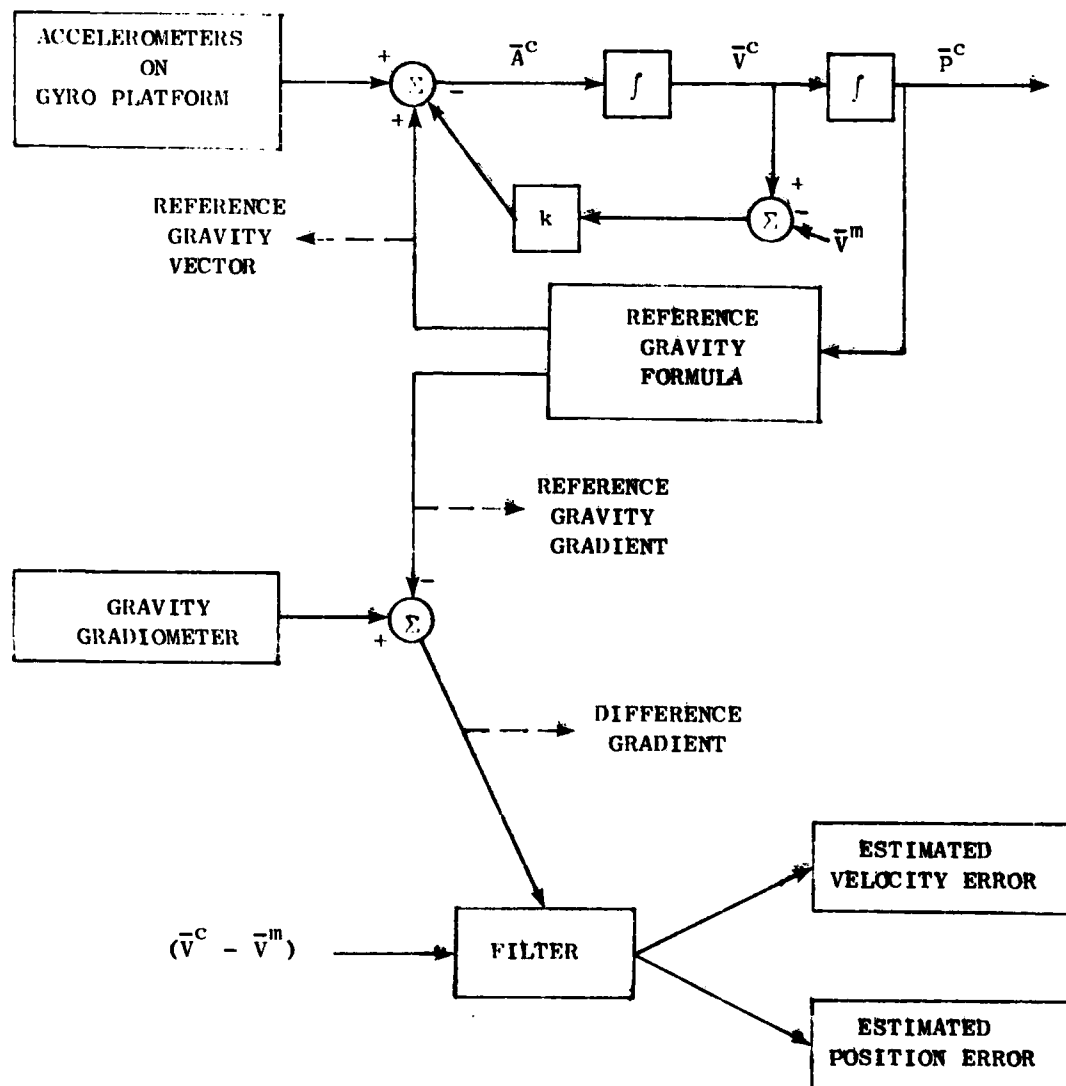 ACCELEROMETERS
ON
GYRO PLATFORM
+
Σ
-
+
A̅ᶜ
∫
V̅ᶜ
∫
P̅ᶜ
REFERENCE
GRAVITY
VECTOR
k
+
Σ
-
V̅ᵐ
REFERENCE
GRAVITY
FORMULA
REFERENCE
GRAVITY
GRADIENT
GRAVITY
GRADIOMETER
-
+
Σ
DIFFERENCE
GRADIENT
(V̅ᶜ - V̅ᵐ)
FILTER
ESTIMATED
VELOCITY ERROR
ESTIMATED
POSITION ERROR